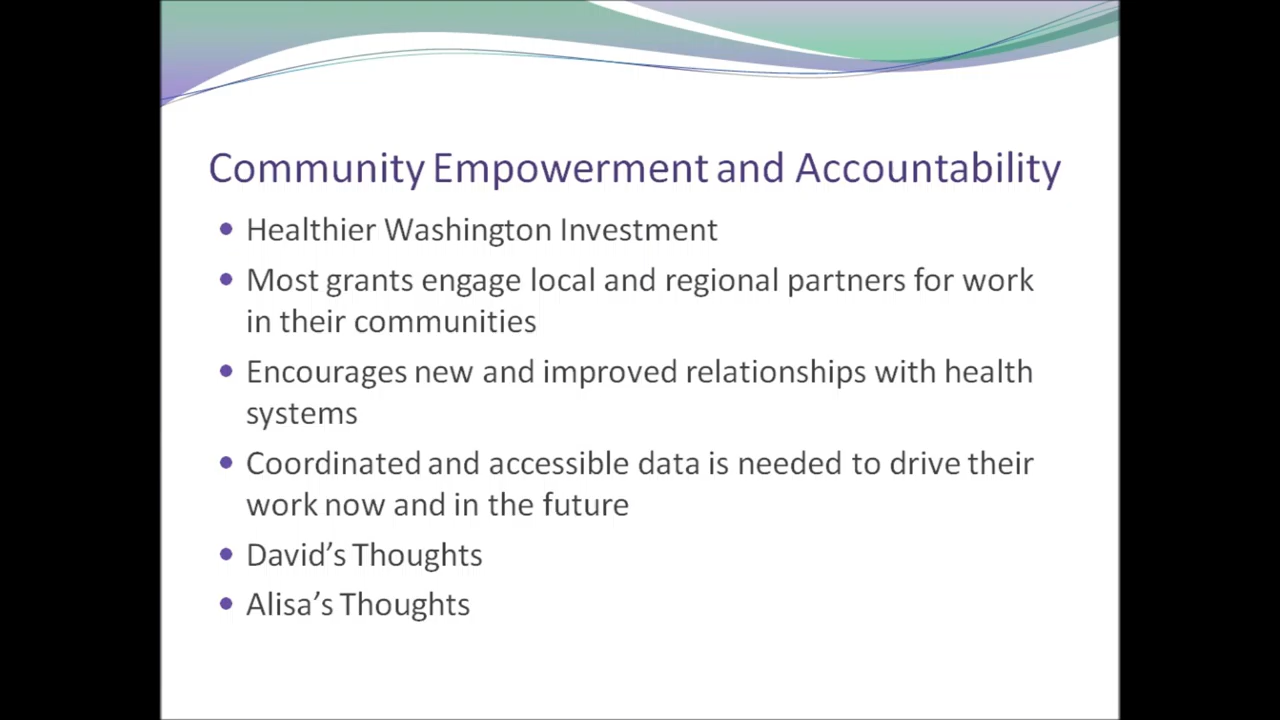 Community Empowerment and Accountability
• Healthier Washington Investment
• Most grants engage local and regional partners for work
in their communities
• Encourages new and improved relationships with health
systems
• Coordinated and accessible data is needed to drive their
work now and in the future
• David’s Thoughts
• Alisa’s Thoughts